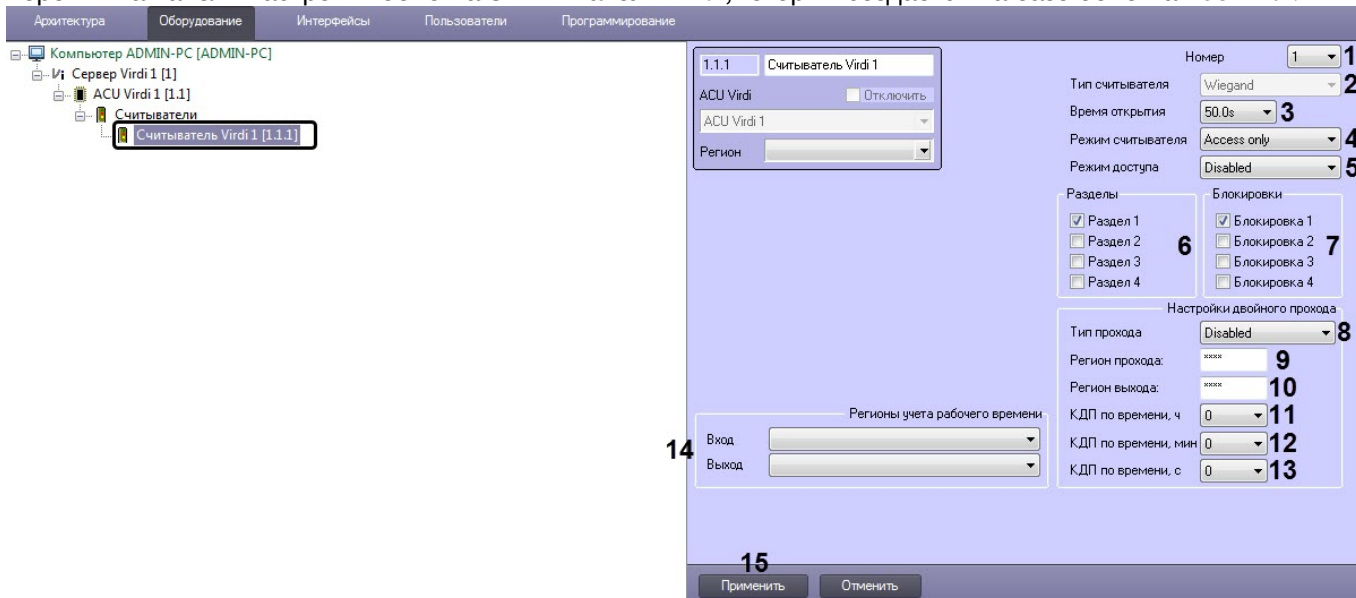 Архитектура Оборудование Интерфейсы Пользователи Программирование
Компьютер ADMIN-PC [ADMIN-PC]
Сервер Virdi 1 [1]
ACU Virdi 1 [1.1]
Считыватели
Считыватель Virdi 1 [1.1.1]
1.1.1 Считыватель Virdi 1
ACU Virdi Отключить
ACU Virdi 1
Регион
Номер 1 1
Тип считывателя Wiegand 2
Время открытия 50.0s 3
Режим считывателя Access only 4
Режим доступа Disabled 5
Разделы
Раздел 1
Раздел 2
Раздел 3
Раздел 4
6
Блокировки
Блокировка 1
Блокировка 2
Блокировка 3
Блокировка 4
7
Настройки двойного прохода
Тип прохода Disabled 8
Регион прохода: **** 9
Регион выхода: **** 10
КДП по времени, ч 0 11
КДП по времени, мин 0 12
КДП по времени, с 0 13
Регионы учета рабочего времени
14
Вход
Выход
15
Применить Отменить